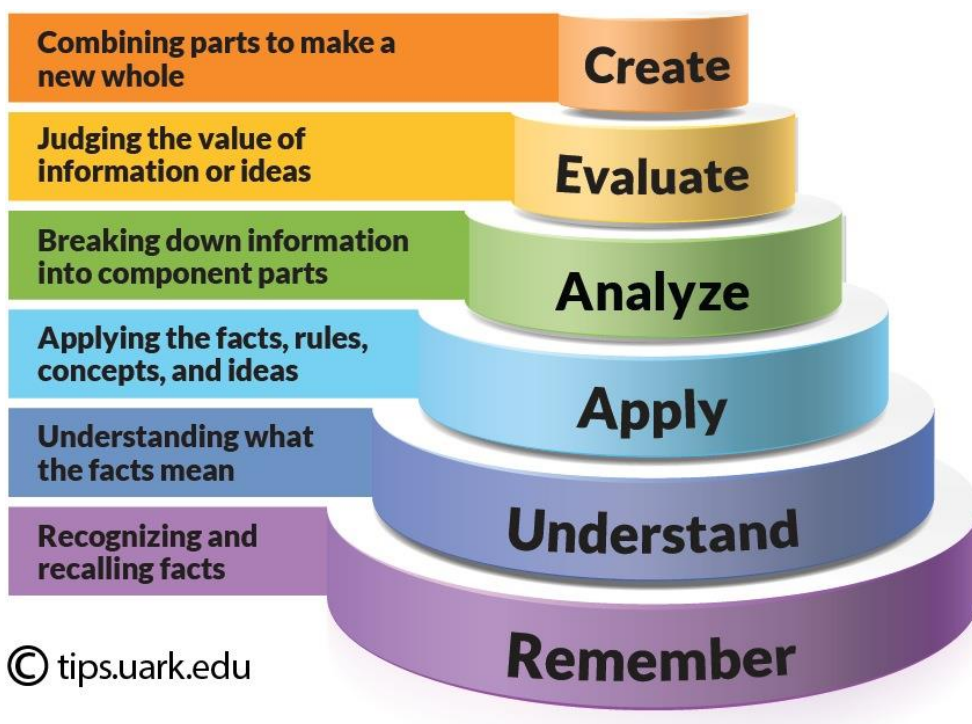 Combining parts to make a
new whole
Create
Judging the value of
information or ideas
Evaluate
Breaking down information
into component parts
Analyze
Applying the facts, rules,
concepts, and ideas
Apply
Understanding what
the facts mean
Understand
Recognizing and
recalling facts
Remember
© tips.uark.edu